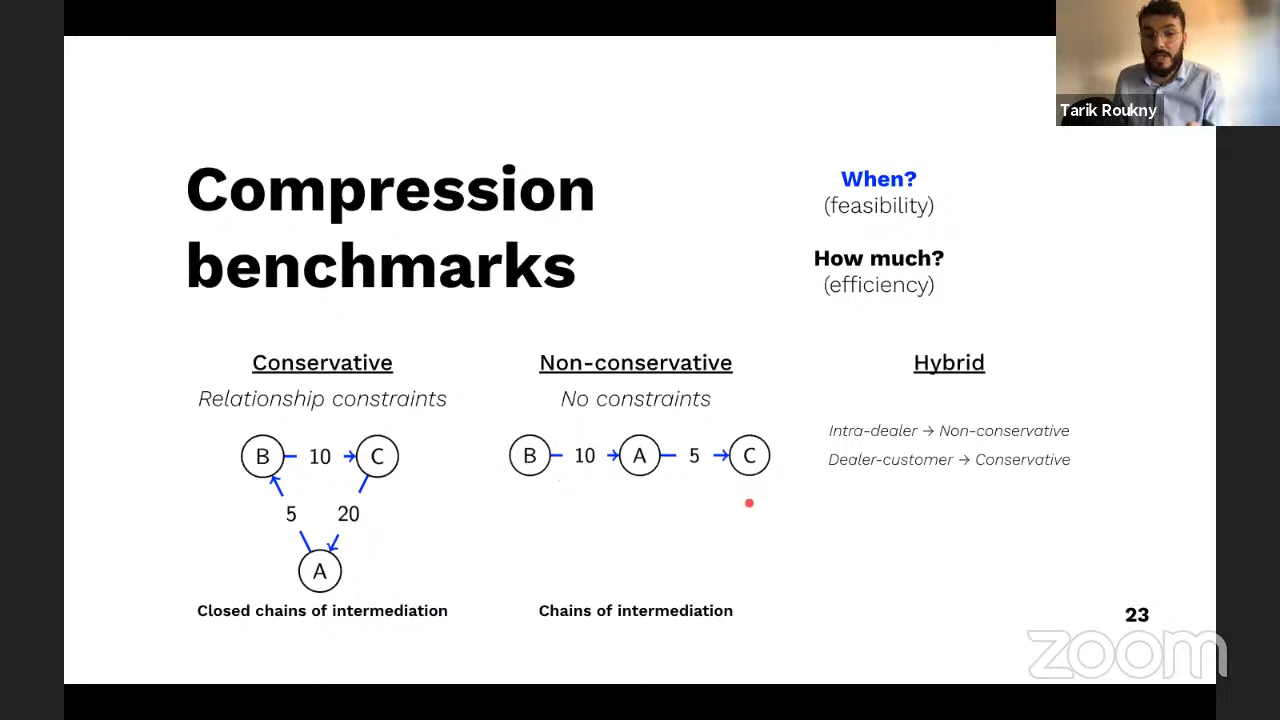 Tarik Roukny
Compression
benchmarks
When?
(feasibility)
How much?
(efficiency)
Conservative
Relationship constraints
B 10 C
5 20
A
Closed chains of intermediation
Non-conservative
No constraints
B 10 A 5 C
Chains of intermediation
Hybrid
Intra-dealer → Non-conservative
Dealer-customer → Conservative
23
zoom